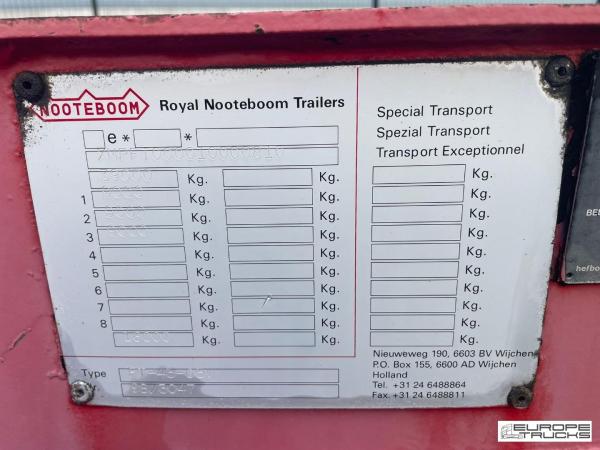 NOOTEBOOM Royal Nooteboom Trailers
Special Transport
Spezial Transport
Transport Exceptionnel
e* *
Kg. Kg. Kg.
1 Kg. Kg. Kg.
2 Kg. Kg. Kg.
3 Kg. Kg. Kg.
4 Kg. Kg. Kg.
5 Kg. Kg. Kg.
6 Kg. Kg. Kg.
7 Kg. Kg. Kg.
8 Kg. Kg. Kg.
18000 Kg. Kg. Kg.
Type
Nieuweweg 190, 6603 BV Wijchen
P.O. Box 155, 6600 AD Wijchen
Holland
Tel. +31 24 6488864
Fax. +31 24 6488811
BE
hefbo
EUROPE
TRUCKS